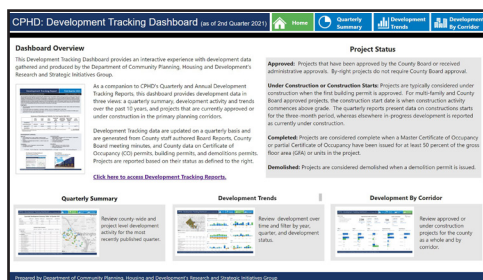 CPHD: Development Tracking Dashboard (as of 2nd Quarter 2021)
Home
Quarterly
Summary
Development
Trends
Development
By Corridor
Dashboard Overview
This Development Tracking Dashboard provides an interactive experience with development data
gathered and produced by the Department of Community Planning, Housing and Development's
Research and Strategic Initiatives Group.
As a companion to CPHD's Quarterly and Annual Development
Tracking Reports, this dashboard provides development data in
three views: a quarterly summary, development activity and trends
over the past 10 years, and projects that are currently approved or
under construction in the primary planning corridors.
Development Tracking data are updated on a quarterly basis and
are generated from County staff authored Board Reports, County
Board meeting minutes, and County data on Certificate of
Occupancy (CO) permits, building permits, and demolitions permits.
Projects are reported based on their status as defined to the right.
Click here to access Development Tracking Reports.
Project Status
Approved: Projects that have been approved by the County Board or received
administrative approvals. By-right projects do not require County Board approval.
Under Construction or Construction Starts: Projects are typically considered under
construction when the first building permit is approved. For multi-family and County
Board approved projects, the construction start date is when construction activity
commences above grade. The quarterly reports present data on constructions starts
for the three-month period, whereas elsewhere in-progress development is reported
as currently under construction.
Completed: Projects are considered complete when a Master Certificate of Occupancy
or partial Certificate of Occupancy have been issued for at least 50 percent of the gross
floor area (GFA) or units in the project.
Demolished: Projects are considered demolished when a demolition permit is issued.
Quarterly Summary
Review county wide and
project level development
activity for the most
recently published quarter.
Development Trends
Review development over
time and filter by year,
quarter, and development
status.
Development By Corridor
Review approved or
under construction
projects for the county
as a whole and by
corridor.
Prepared by Department of Community Planning, Housing and Development's Research and Strategic Initiatives Group